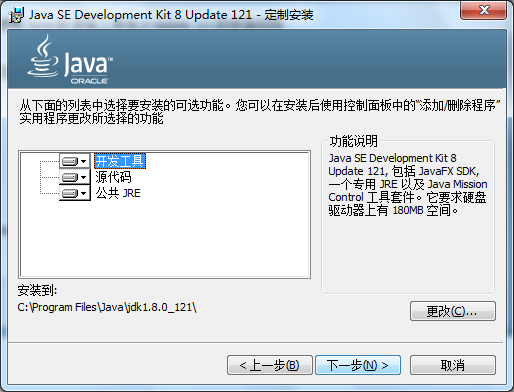 Java SE Development Kit 8 Update 121 - 定制安装
Java™
ORACLE
从下面的列表中选择要安装的可选功能。您可以在安装后使用控制面板中的“添加/删除程序”
实用程序更改所选择的功能
开发工具
源代码
公共 JRE
功能说明
Java SE Development Kit 8
Update 121, 包括 JavaFX SDK,
一个专用 JRE 以及 Java Mission
Control 工具套件。它要求硬盘
驱动器上有 180MB 空间。
安装到:
C:\Program Files\Java\jdk1.8.0_121\
更改(C)...
< 上一步(B)
下一步(N) >
取消